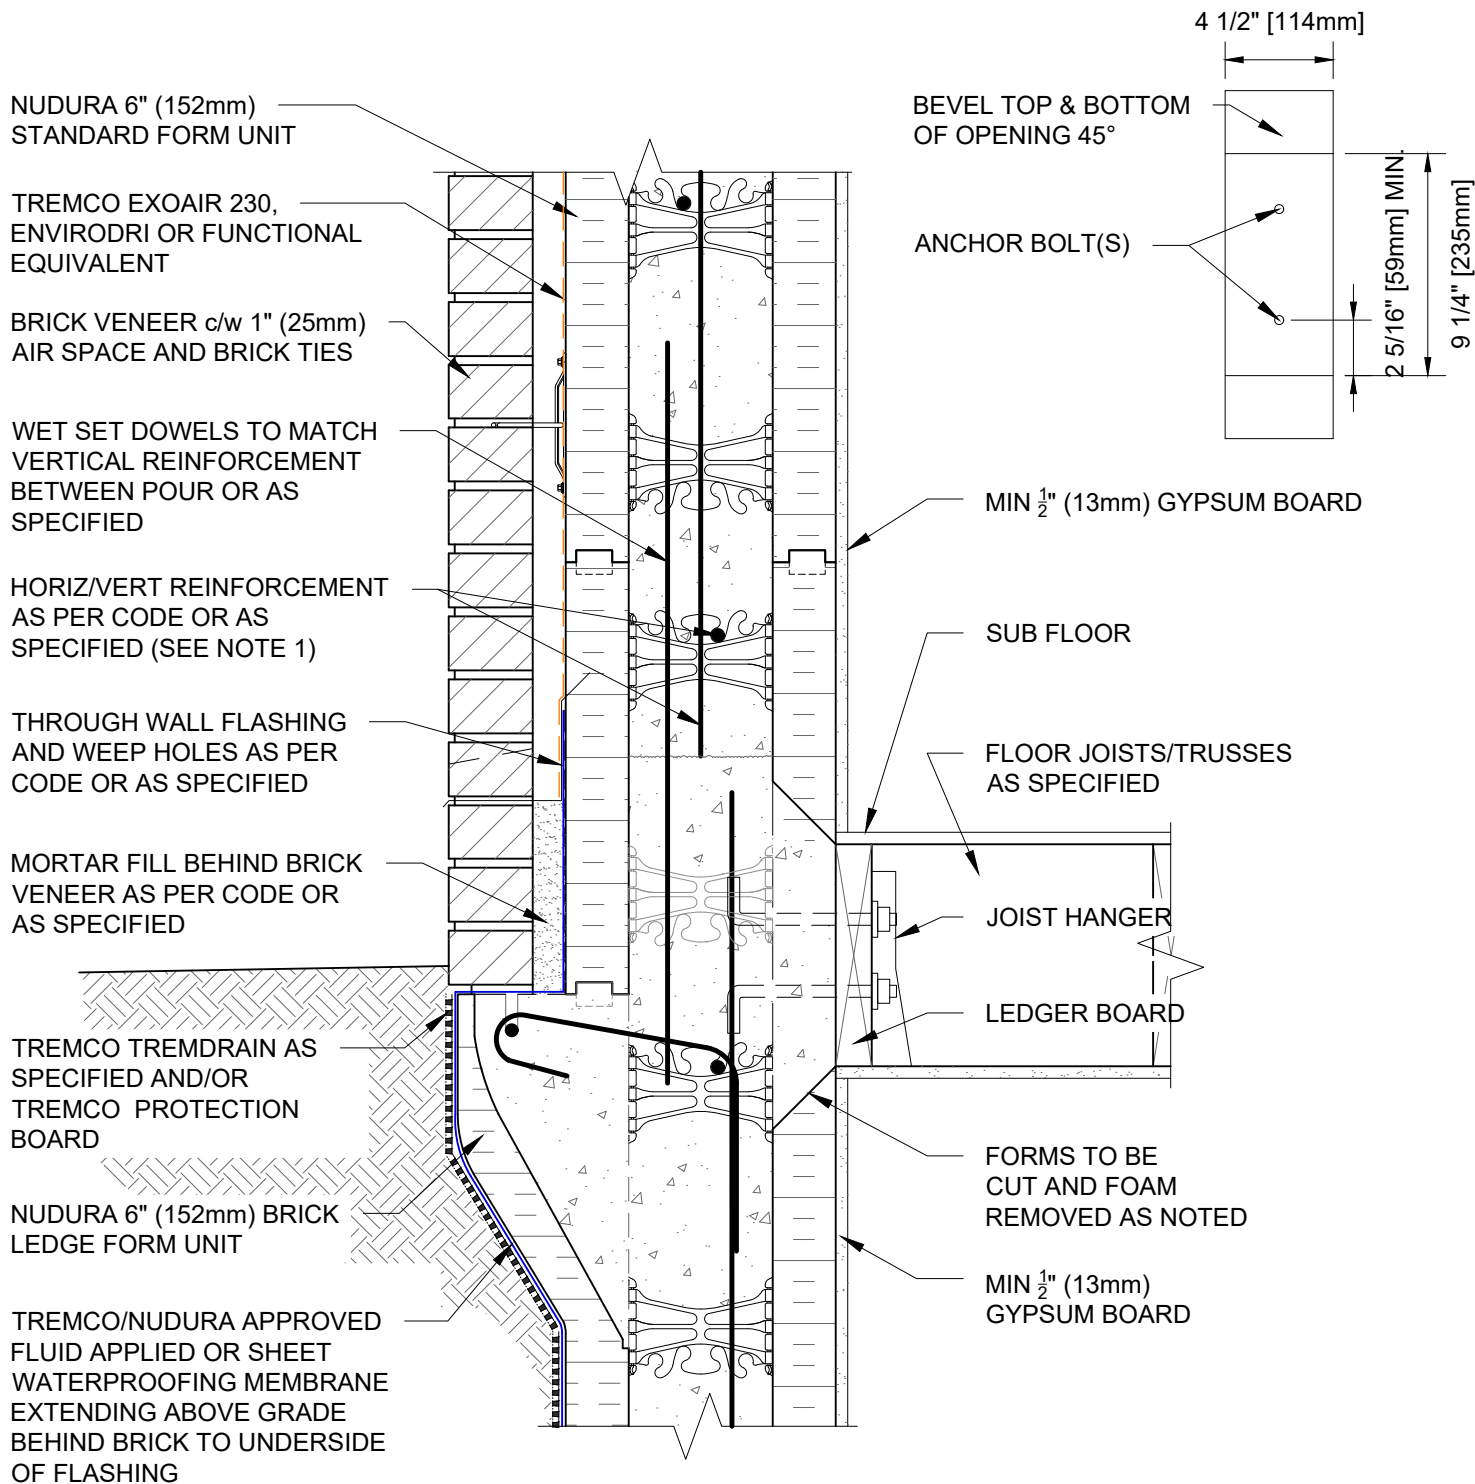 NUDURA 6" (152mm)
STANDARD FORM UNIT
TREMCO EXOAIR 230,
ENVIRODRI OR FUNCTIONAL
EQUIVALENT
BRICK VENEER c/w 1" (25mm)
AIR SPACE AND BRICK TIES
WET SET DOWELS TO MATCH
VERTICAL REINFORCEMENT
BETWEEN POUR OR AS
SPECIFIED
HORIZ/VERT REINFORCEMENT
AS PER CODE OR AS
SPECIFIED (SEE NOTE 1)
THROUGH WALL FLASHING
AND WEEP HOLES AS PER
CODE OR AS SPECIFIED
MORTAR FILL BEHIND BRICK
VENEER AS PER CODE OR
AS SPECIFIED
TREMCO TREMDRAIN AS
SPECIFIED AND/OR
TREMCO PROTECTION
BOARD
NUDURA 6" (152mm) BRICK
LEDGE FORM UNIT
TREMCO/NUDURA APPROVED
FLUID APPLIED OR SHEET
WATERPROOFING MEMBRANE
EXTENDING ABOVE GRADE
BEHIND BRICK TO UNDERSIDE
OF FLASHING
4 1/2" [114mm]
BEVEL TOP & BOTTOM
OF OPENING 45°
ANCHOR BOLT(S)
2 5/16" [59mm] MIN.
9 1/4" [235mm]
MIN 1/2" (13mm) GYPSUM BOARD
SUB FLOOR
FLOOR JOISTS/TRUSSES
AS SPECIFIED
JOIST HANGER
LEDGER BOARD
FORMS TO BE
CUT AND FOAM
REMOVED AS NOTED
MIN 1/2" (13mm)
GYPSUM BOARD